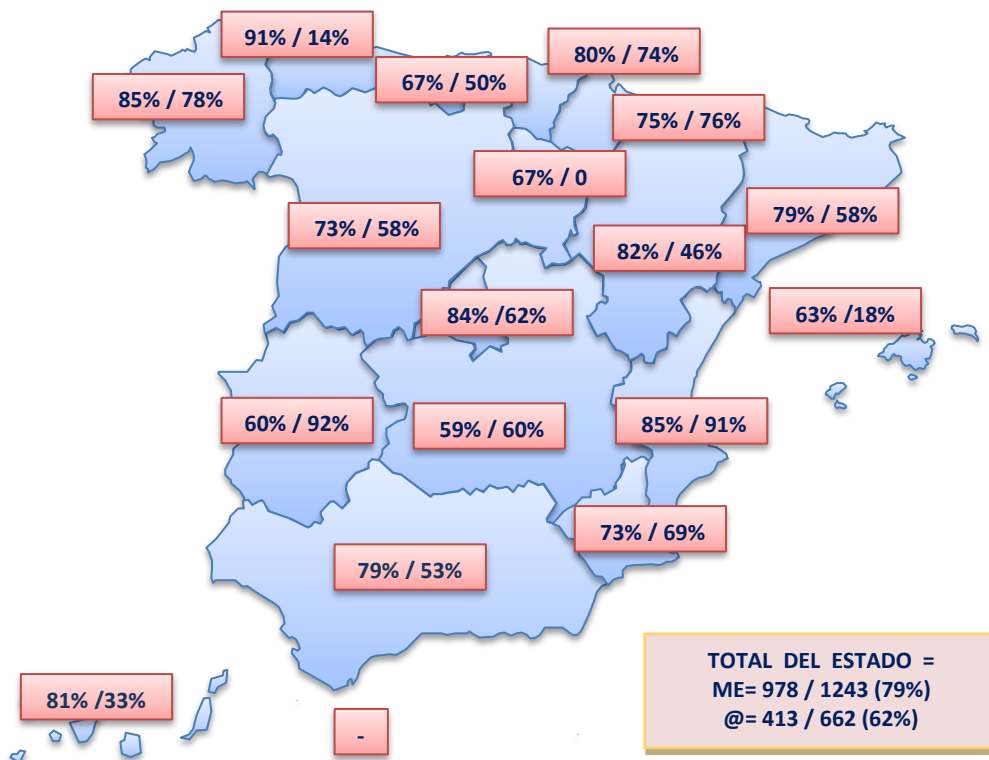 91% / 14%
80% / 74%
67% / 50%
85% / 78%
75% / 76%
67% / 0
79% / 58%
73% / 58%
82% / 46%
84% /62%
63% /18%
60% / 92%
59% / 60%
85% / 91%
73% / 69%
79% / 53%
81% /33%
-
TOTAL DEL ESTADO =
ME= 978 / 1243 (79%)
@= 413 / 662 (62%)